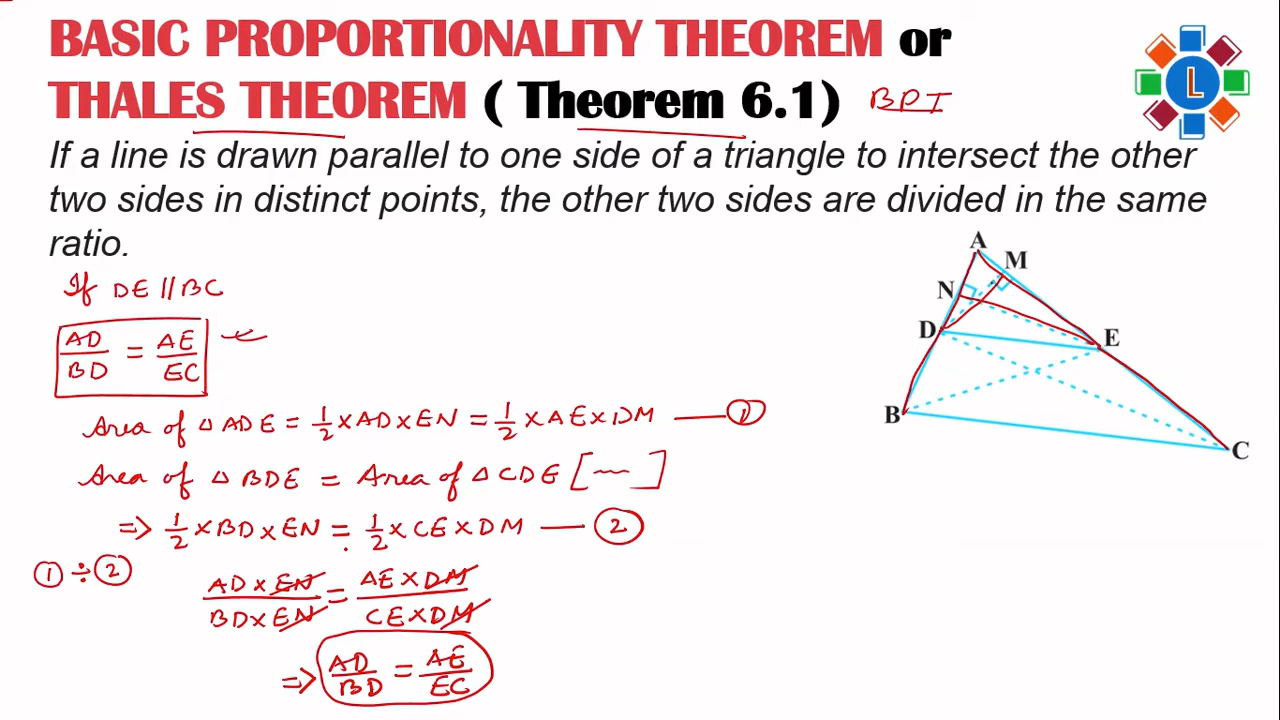 BASIC PROPORTIONALITY THEOREM or
THALES THEOREM ( Theorem 6.1) BPT
L
If a line is drawn parallel to one side of a triangle to intersect the other
two sides in distinct points, the other two sides are divided in the same
ratio.
If DE || BC
AD/BD = AE/EC
Area of △ ADE = 1/2 × AD × EN = 1/2 × AE × DM — ①
Area of △ BDE = Area of △ CDE [ ]
=> 1/2 × BD × EN = 1/2 × CE × DM — ②
① ÷ ②
AD × EN / BD × EN = AE × DM / CE × DM
=> AD/BD = AE/EC
A
M
N
D
E
B
C